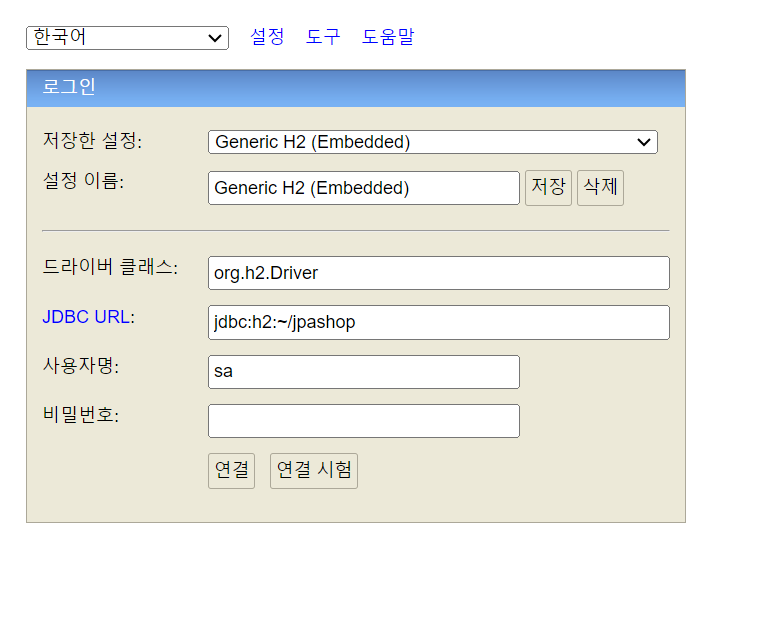 한국어 설정 도구 도움말
로그인
저장한 설정: Generic H2 (Embedded)
설정 이름: Generic H2 (Embedded) 저장 삭제
드라이버 클래스: org.h2.Driver
JDBC URL: jdbc:h2:~/jpashop
사용자명: sa
비밀번호:
연결 연결 시험